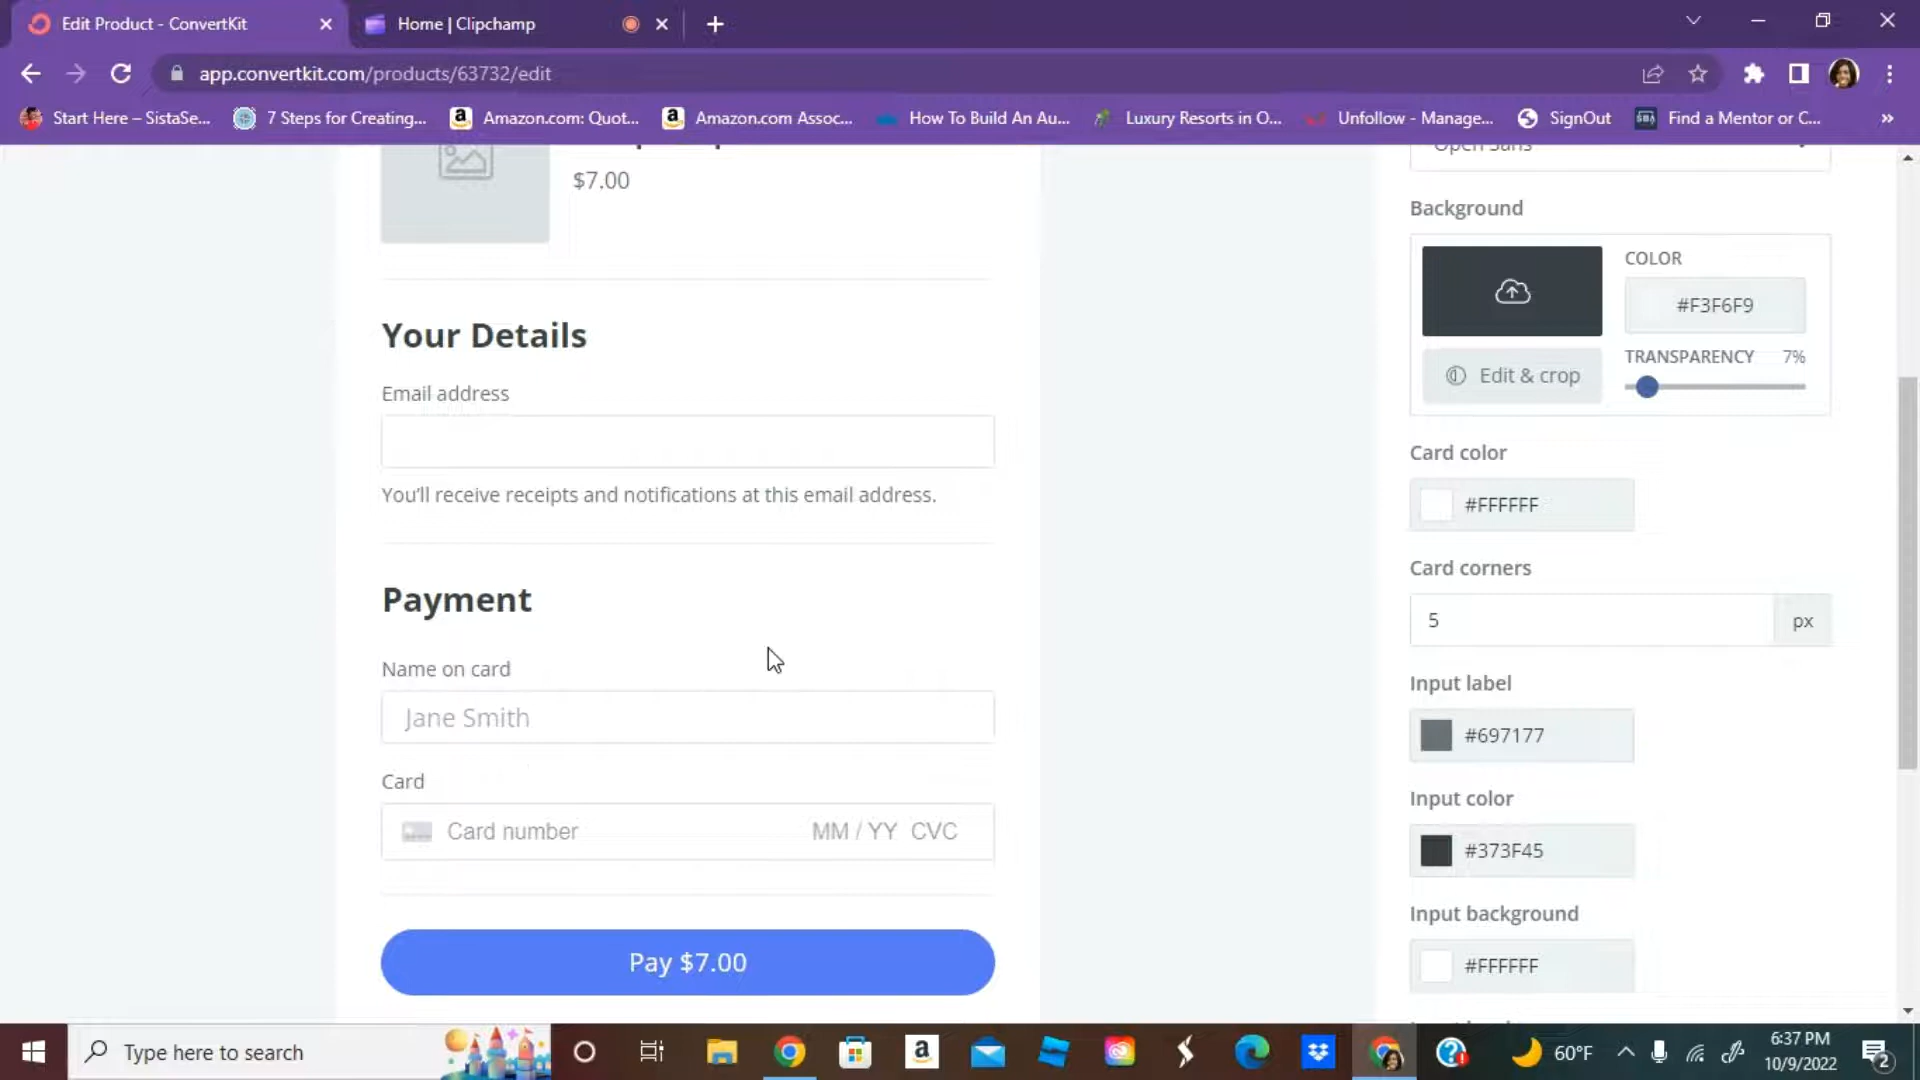 Edit Product - ConvertKit
Home | Clipchamp
app.convertkit.com/products/63732/edit
Start Here – SistaSe...
7 Steps for Creating...
Amazon.com: Quot...
Amazon.com Assoc...
How To Build An Au...
Luxury Resorts in O...
Unfollow - Manage...
SignOut
Find a Mentor or C...
»
$7.00
Your Details
Email address
You'll receive receipts and notifications at this email address.
Payment
Name on card
Jane Smith
Card
Card number MM / YY CVC
Pay $7.00
Open Sans
Background
COLOR
#F3F6F9
Edit & crop
TRANSPARENCY 7%
Card color
#FFFFFF
Card corners
5 px
Input label
#697177
Input color
#373F45
Input background
#FFFFFF
Type here to search
60°F
6:37 PM
10/9/2022
2